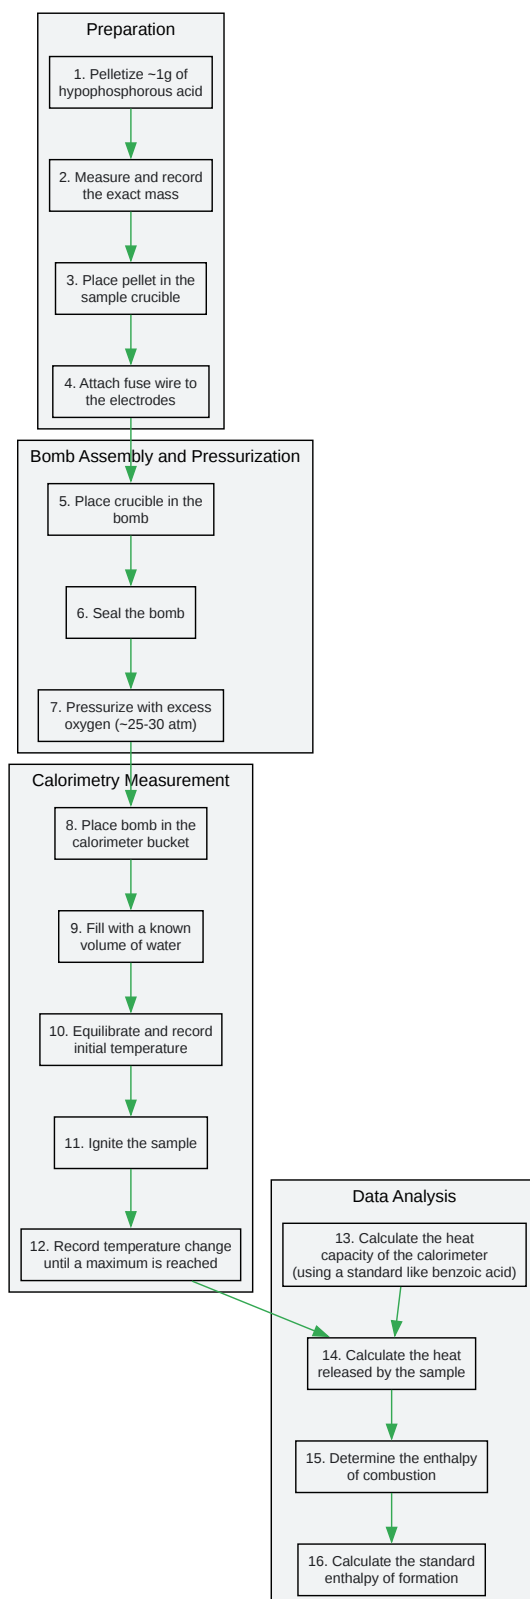 Preparation
1. Pelletize ~1g of
hypophosphorous acid
2. Measure and record
the exact mass
3. Place pellet in the
sample crucible
4. Attach fuse wire to
the electrodes
Bomb Assembly and Pressurization
5. Place crucible in the
bomb
6. Seal the bomb
7. Pressurize with excess
oxygen (~25-30 atm)
Calorimetry Measurement
8. Place bomb in the
calorimeter bucket
9. Fill with a known
volume of water
10. Equilibrate and record
initial temperature
11. Ignite the sample
12. Record temperature change
until a maximum is reached
Data Analysis
13. Calculate the heat
capacity of the calorimeter
(using a standard like benzoic acid)
14. Calculate the heat
released by the sample
15. Determine the enthalpy
of combustion
16. Calculate the standard
enthalpy of formation